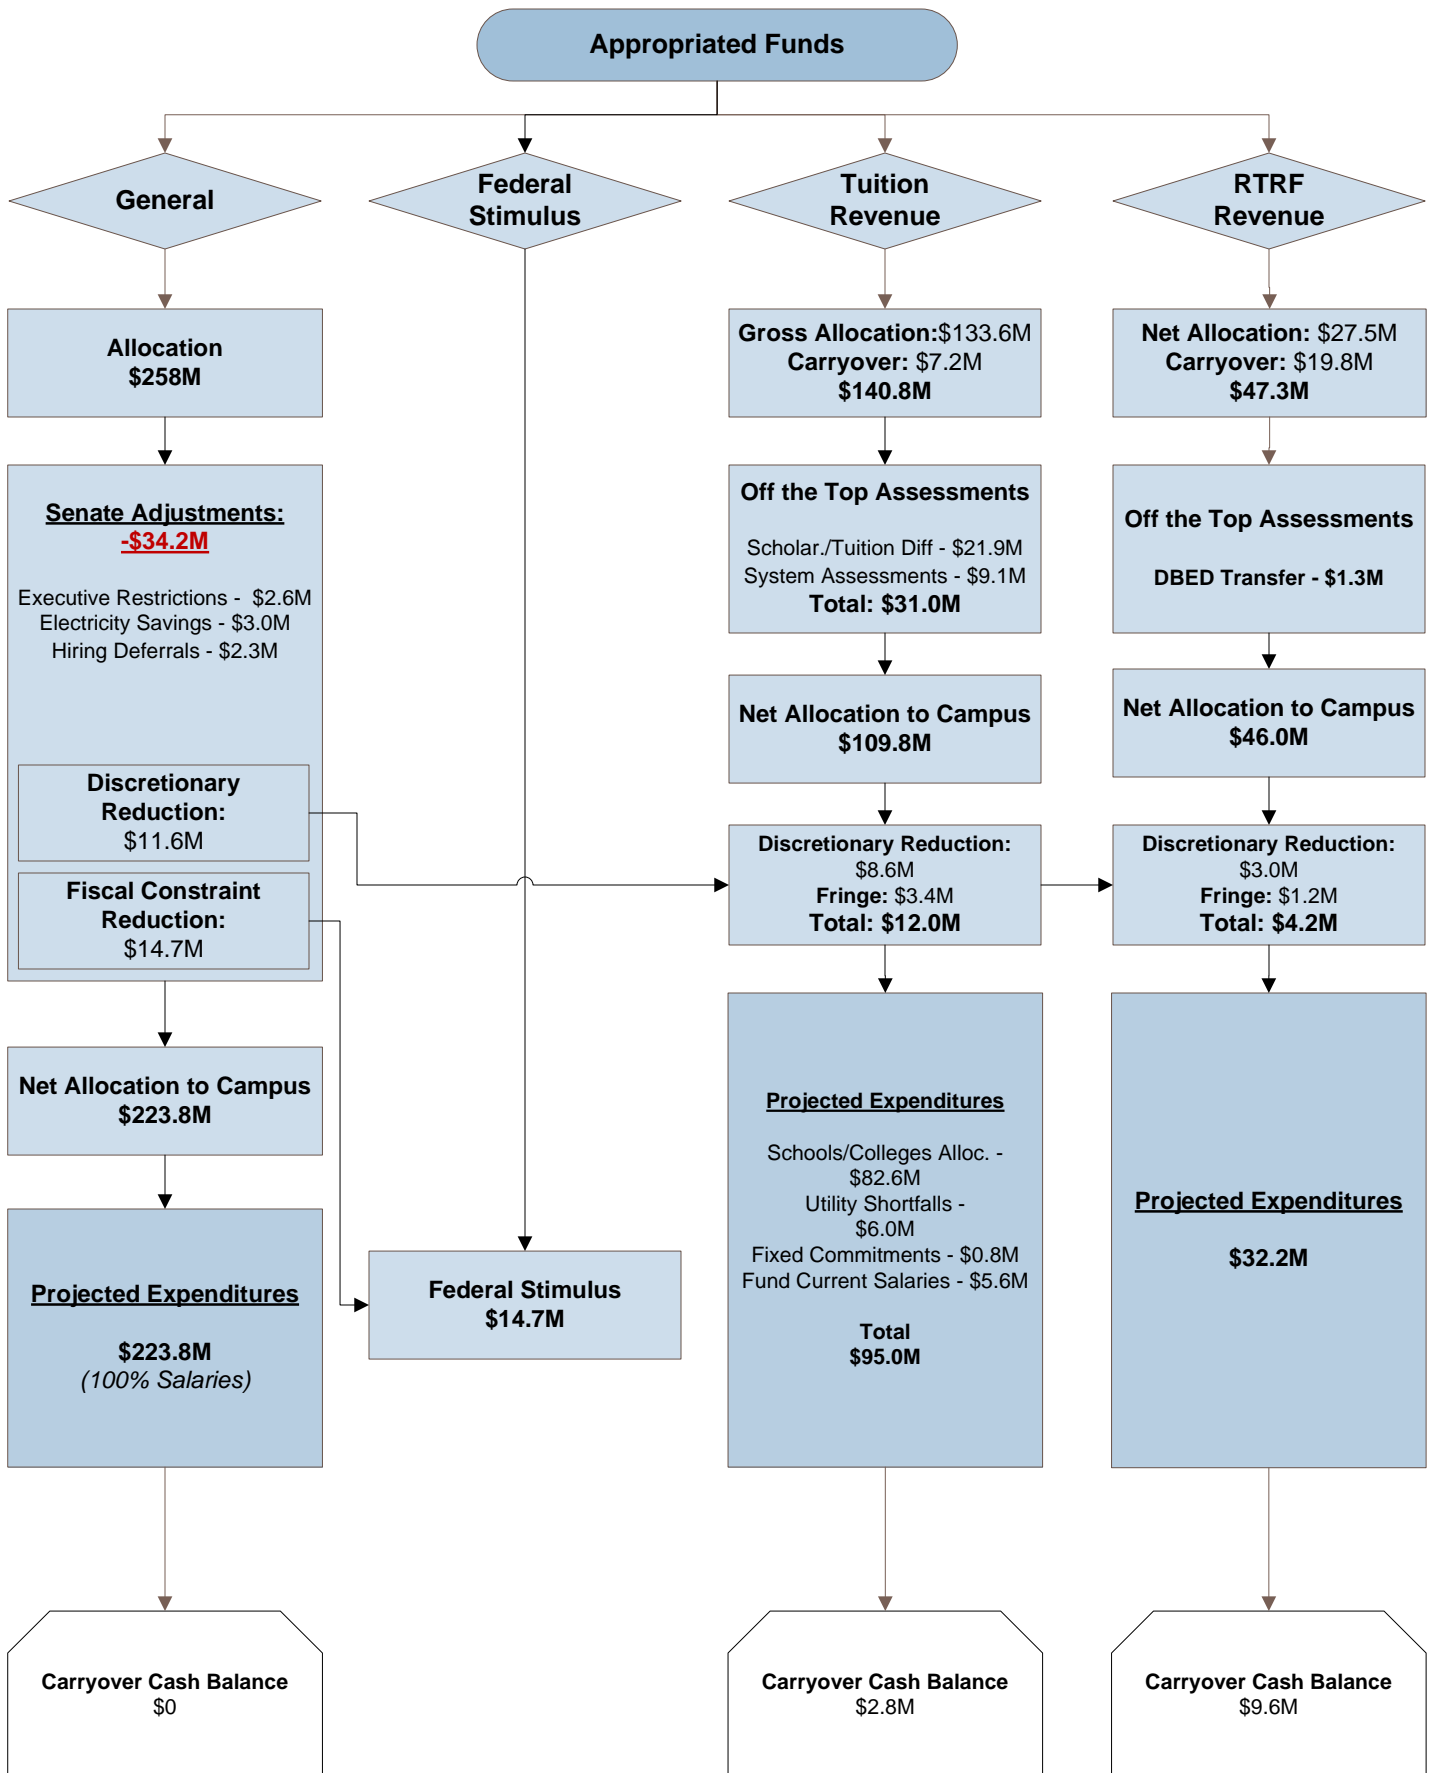 Appropriated Funds
General
Federal
Stimulus
Tuition
Revenue
RTRF
Revenue
Allocation
$258M
Gross Allocation:$133.6M
Carryover: $7.2M
$140.8M
Net Allocation: $27.5M
Carryover: $19.8M
$47.3M
Senate Adjustments:
-$34.2M
Executive Restrictions -  $2.6M
Electricity Savings - $3.0M
Hiring Deferrals - $2.3M
Discretionary
Reduction:
$11.6M
Fiscal Constraint
Reduction:
$14.7M
Off the Top Assessments
Scholar./Tuition Diff - $21.9M
System Assessments - $9.1M
Total: $31.0M
Off the Top Assessments
DBED Transfer - $1.3M
Net Allocation to Campus
$109.8M
Net Allocation to Campus
$46.0M
Discretionary Reduction:
$8.6M
Fringe: $3.4M
Total: $12.0M
Discretionary Reduction:
$3.0M
Fringe: $1.2M
Total: $4.2M
Net Allocation to Campus
$223.8M
Projected Expenditures
$223.8M
(100% Salaries)
Federal Stimulus
$14.7M
Projected Expenditures
Schools/Colleges Alloc. -
$82.6M
Utility Shortfalls -
$6.0M
Fixed Commitments - $0.8M
Fund Current Salaries - $5.6M
Total
$95.0M
Projected Expenditures
$32.2M
Carryover Cash Balance
$0
Carryover Cash Balance
$2.8M
Carryover Cash Balance
$9.6M